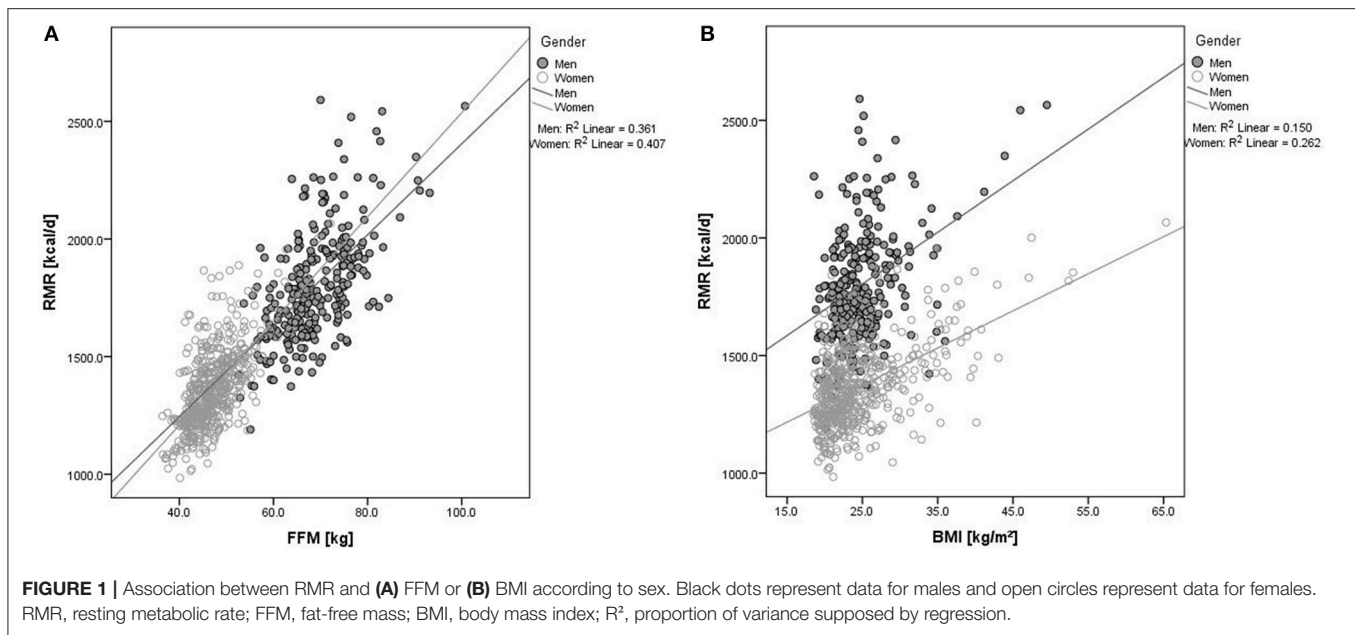 A
Gender
Men
Women
Men
Women
Men: R² Linear = 0.361
Women: R² Linear = 0.407
RMR [kcal/d]
2500.0
2000.0
1500.0
1000.0
40.0 60.0 80.0 100.0
FFM [kg]
B
Gender
Men
Women
Men
Women
Men: R² Linear = 0.150
Women: R² Linear = 0.262
RMR [kcal/d]
2500.0
2000.0
1500.0
1000.0
15.0 25.0 35.0 45.0 55.0 65.0
BMI [kg/m²]
FIGURE 1 | Association between RMR and (A) FFM or (B) BMI according to sex. Black dots represent data for males and open circles represent data for females.
RMR, resting metabolic rate; FFM, fat-free mass; BMI, body mass index; R², proportion of variance supposed by regression.